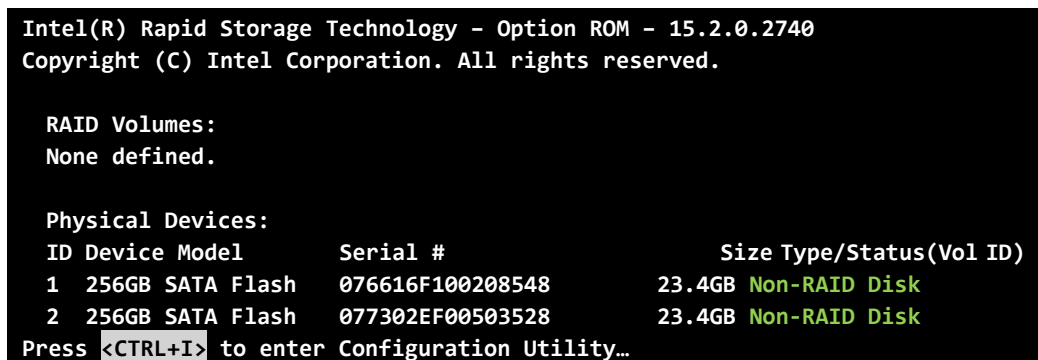 Intel(R) Rapid Storage Technology – Option ROM – 15.2.0.2740
Copyright (C) Intel Corporation. All rights reserved.
RAID Volumes:
None defined.
Physical Devices:
ID Device Model Serial # Size Type/Status(Vol ID)
1 256GB SATA Flash 076616F100208548 23.4GB Non-RAID Disk
2 256GB SATA Flash 077302EF00503528 23.4GB Non-RAID Disk
Press <CTRL+I> to enter Configuration Utility…